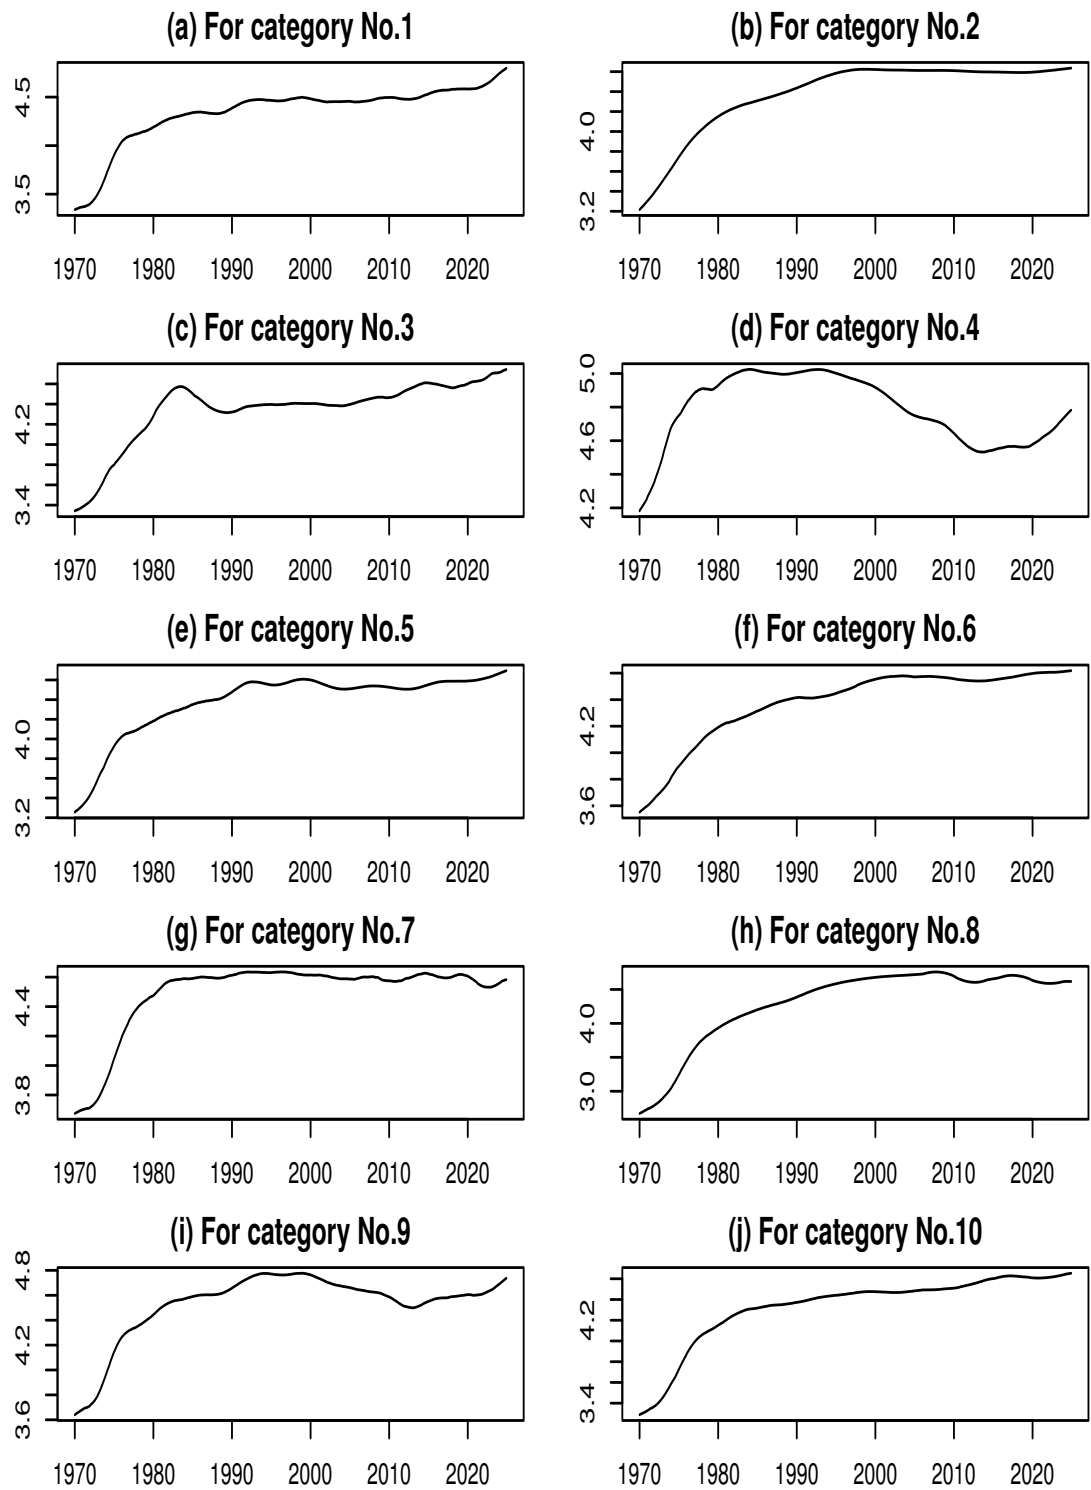 (a) For category No.1
4.5
3.5
1970 1980 1990 2000 2010 2020
(b) For category No.2
4.0
3.2
1970 1980 1990 2000 2010 2020
(c) For category No.3
4.2
3.4
1970 1980 1990 2000 2010 2020
(d) For category No.4
5.0
4.6
4.2
1970 1980 1990 2000 2010 2020
(e) For category No.5
4.0
3.2
1970 1980 1990 2000 2010 2020
(f) For category No.6
4.2
3.6
1970 1980 1990 2000 2010 2020
(g) For category No.7
4.4
3.8
1970 1980 1990 2000 2010 2020
(h) For category No.8
4.0
3.0
1970 1980 1990 2000 2010 2020
(i) For category No.9
4.8
4.2
3.6
1970 1980 1990 2000 2010 2020
(j) For category No.10
4.2
3.4
1970 1980 1990 2000 2010 2020